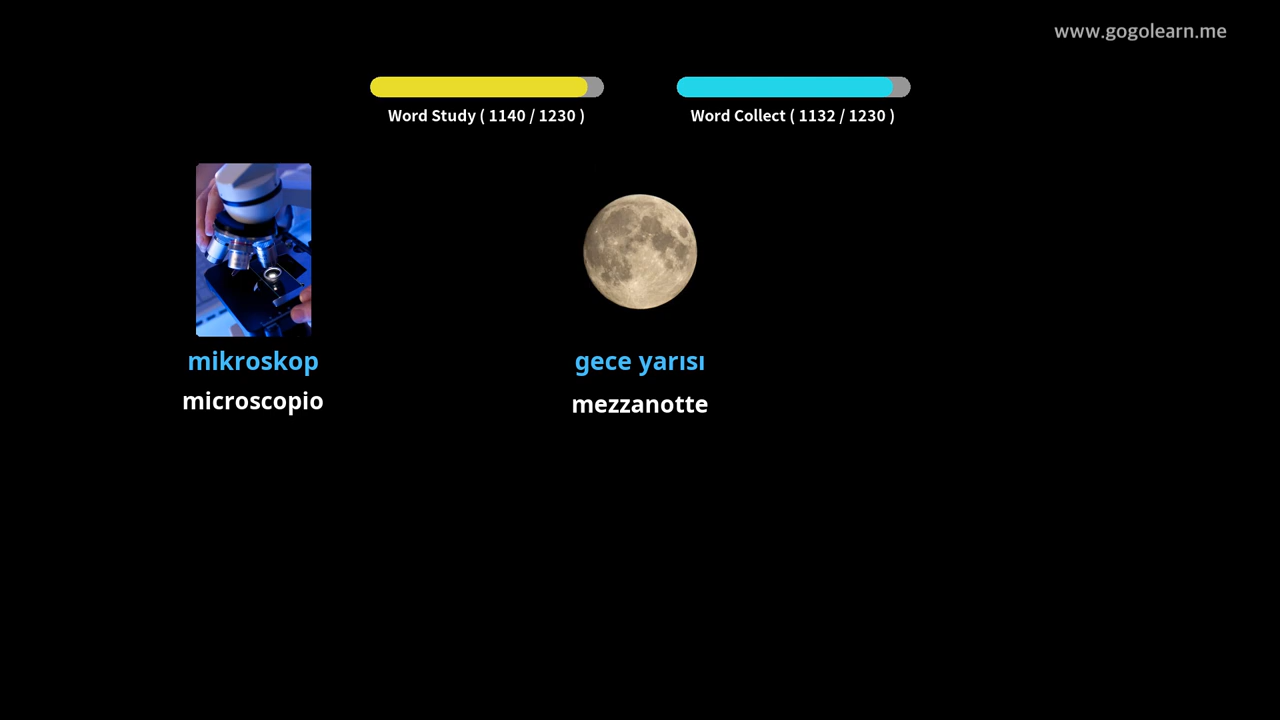 www.gogolearn.me
Word Study ( 1140 / 1230 )
Word Collect ( 1132 / 1230 )
mikroskop
microscopio
gece yarısı
mezzanotte